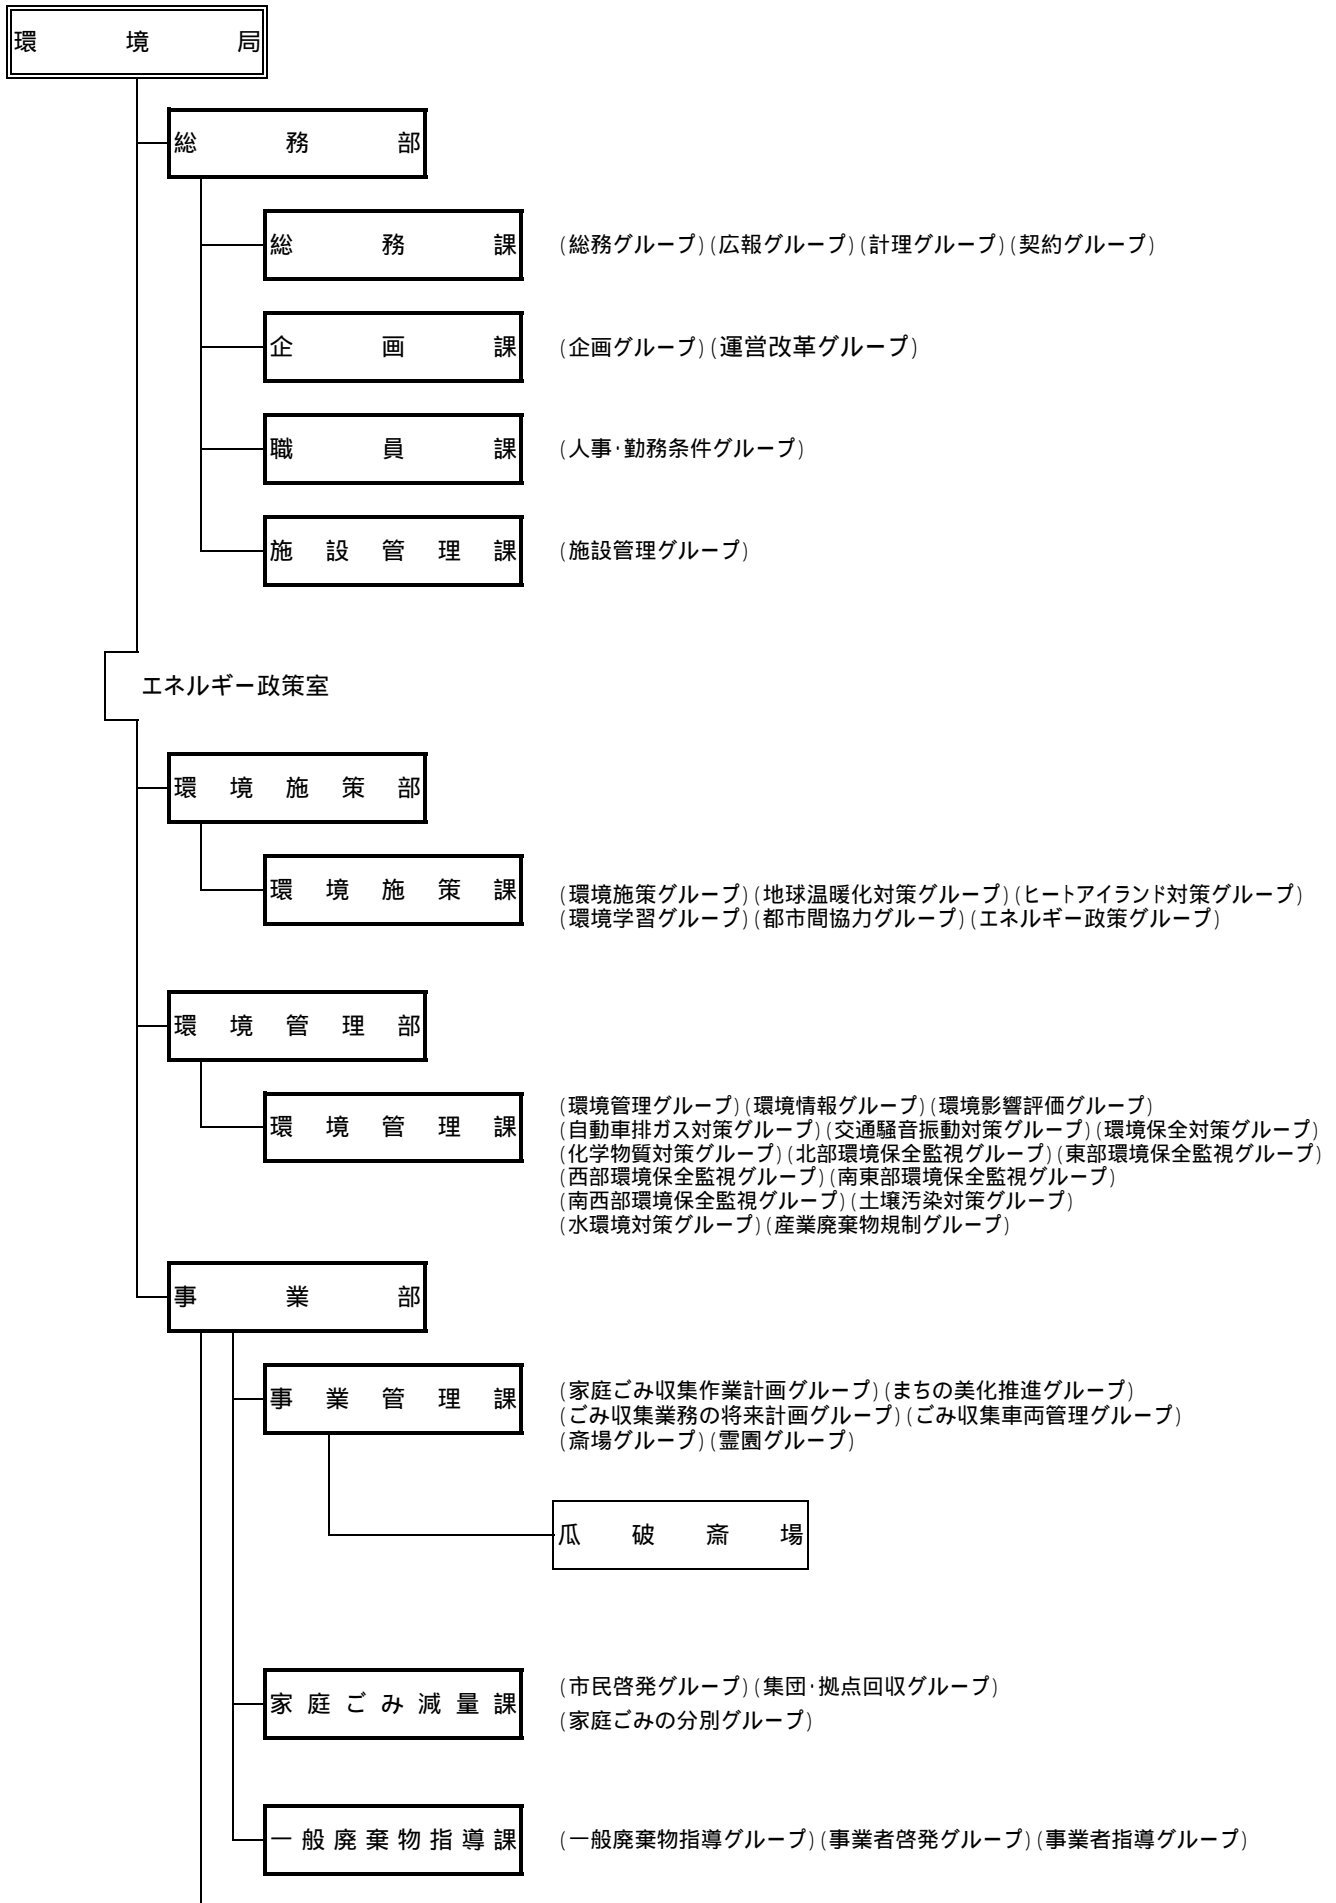 環境局
総務部
総務課
(総務グループ)(広報グループ)(計理グループ)(契約グループ)
企画課
(企画グループ)(運営改革グループ)
職員課
(人事・勤務条件グループ)
施設管理課
(施設管理グループ)
エネルギー政策室
環境施策部
環境施策課
(環境施策グループ)(地球温暖化対策グループ)(ヒートアイランド対策グループ)
(環境学習グループ)(都市間協力グループ)(エネルギー政策グループ)
環境管理部
環境管理課
(環境管理グループ)(環境情報グループ)(環境影響評価グループ)
(自動車排ガス対策グループ)(交通騒音振動対策グループ)(環境保全対策グループ)
(化学物質対策グループ)(北部環境保全監視グループ)(東部環境保全監視グループ)
(西部環境保全監視グループ)(南東部環境保全監視グループ)
(南西部環境保全監視グループ)(土壌汚染対策グループ)
(水環境対策グループ)(産業廃棄物規制グループ)
事業部
事業管理課
(家庭ごみ収集作業計画グループ)(まちの美化推進グループ)
(ごみ収集業務の将来計画グループ)(ごみ収集車両管理グループ)
(斎場グループ)(霊園グループ)
瓜破斎場
家庭ごみ減量課
(市民啓発グループ)(集団・拠点回収グループ)
(家庭ごみの分別グループ)
一般廃棄物指導課
(一般廃棄物指導グループ)(事業者啓発グループ)(事業者指導グループ)